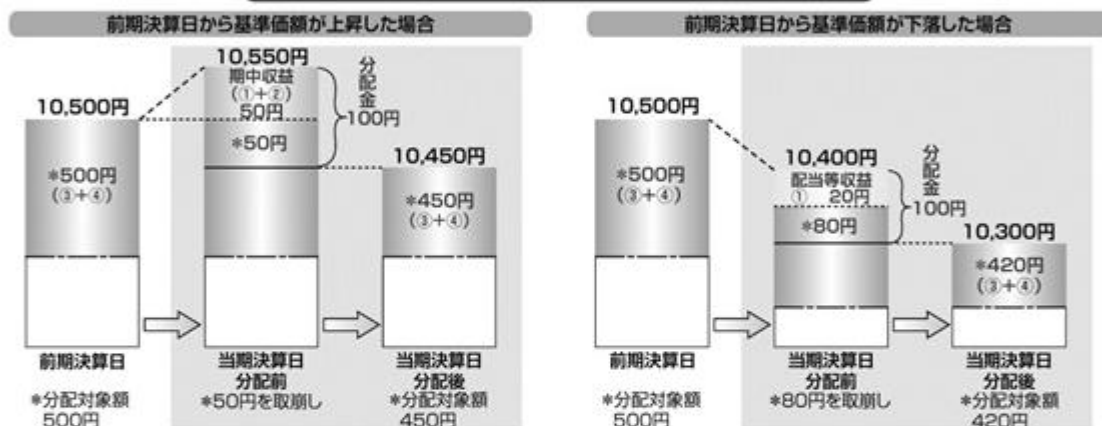 前期決算日から基準価額が上昇した場合
10,550円
期中収益
(①+②)
50円
*50円
分配金
100円
10,500円
*500円
(③+④)
10,450円
*450円
(③+④)
前期決算日
当期決算日
分配前
当期決算日
分配後
*分配対象額
500円
*50円を取崩し
*分配対象額
450円
前期決算日から基準価額が下落した場合
10,500円
*500円
(③+④)
10,400円
配当等収益
① 20円
*80円
分配金
100円
10,300円
*420円
(③+④)
前期決算日
当期決算日
分配前
当期決算日
分配後
*分配対象額
500円
*80円を取崩し
*分配対象額
420円